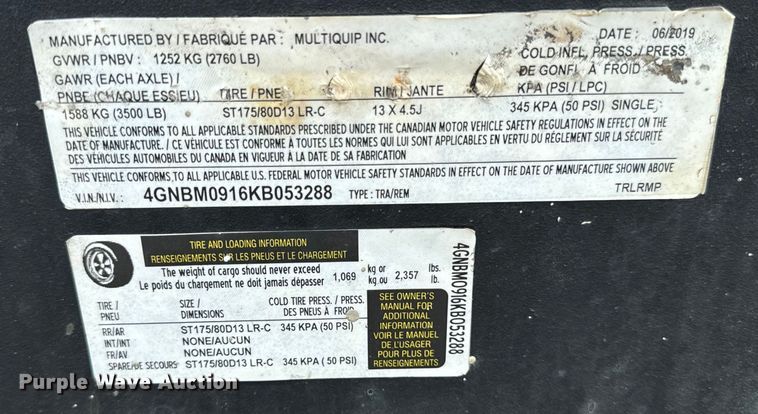 MANUFACTURED BY / FABRIQUÉ PAR : MULTIQUIP INC. DATE : 06/2019
GVWR / PNBV : 1252 KG (2760 LB) COLD INFL. PRESS. / PRESS.
GAWR (EACH AXLE) / DE GONFL À FROID
PNBE (CHAQUE ESSIEU) TIRE / PNE RIM / JANTE KPA (PSI / LPC)
1588 KG (3500 LB) ST175/80D13 LR-C 13 X 4.5J 345 KPA (50 PSI) SINGLE
THIS VEHICLE CONFORMS TO ALL APPLICABLE STANDARDS PRESCRIBED UNDER THE CANADIAN MOTOR VEHICLE SAFETY REGULATIONS IN EFFECT ON THE
DATE OF MANUFACTURE. / CE VÉHICULE EST CONFORME À TOUTES LES NORMES QUI LUI SONT APPLICABLES EN VERTU DU RÈGLEMENT SUR LA SÉCURITÉ
DES VÉHICULES AUTOMOBILES DU CANADA EN VIGUEUR À LA DATE DE SA FABRICATION
THIS VEHICLE CONFORMS TO ALL APPLICABLE U.S. FEDERAL MOTOR VEHICLE SAFETY STANDARDS IN EFFECT ON THE DATE OF MANUFACTURE SHOWN ABOVE
V.I.N./N.I.V.: 4GNBM0916KB053288 TYPE : TRA/REM TRLRMP
TIRE AND LOADING INFORMATION
RENSEIGNEMENTS SUR LES PNEUS ET LE CHARGEMENT
The weight of cargo should never exceed
Le poids du chargement ne doit jamais dépasser 1,069 kg or kg ou 2,357 lbs. lb.
TIRE / PNEU SIZE / DIMENSIONS COLD TIRE PRESS. / PRESS. DES PNEUS À FROID
RR/AR ST175/80D13 LR-C 345 KPA (50 PSI)
INT/INT NONE/AUCUN
FR/AV NONE/AUCUN
SPARE/DE SECOURS ST175/80D13 LR-C 345 KPA ( 50 PSI)
SEE OWNER'S
MANUAL FOR
ADDITIONAL
INFORMATION
VOIR LE MANUEL
DE L'USAGER
POUR PLUS DE
RENSEIGNEMENTS
4GNBM0916KB053288
Purple Wave Auction